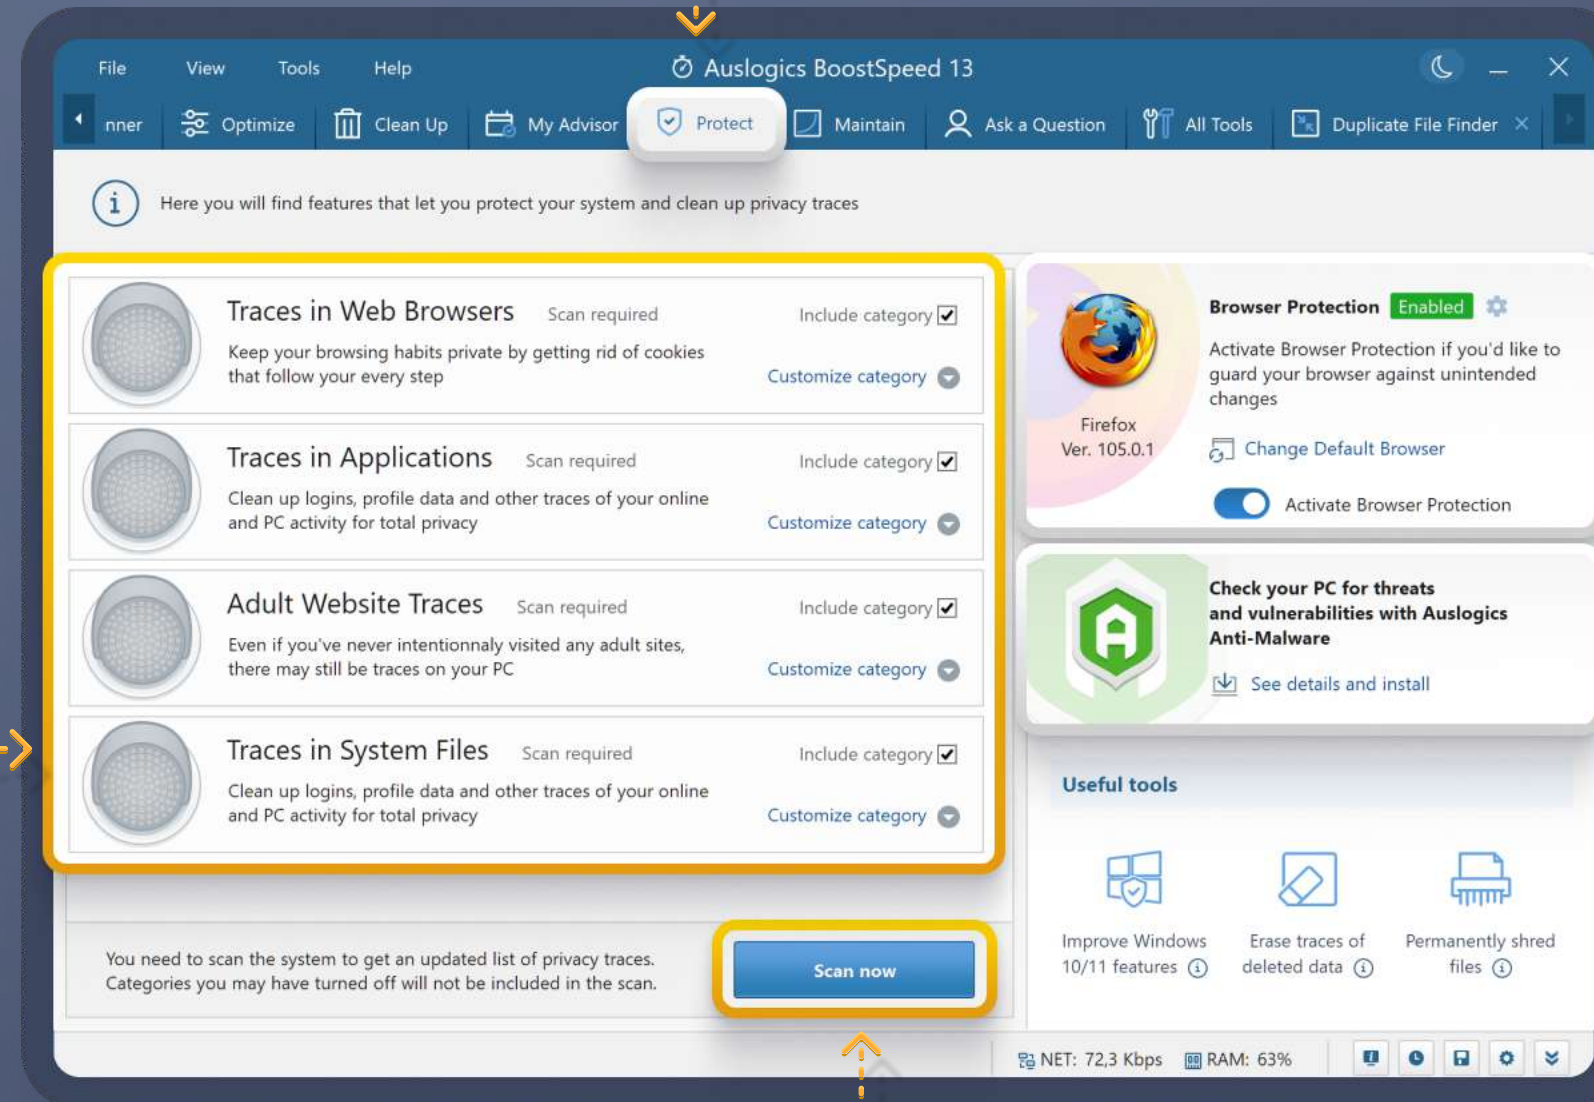 File View Tools Help Auslogics BoostSpeed 13
nner Optimize Clean Up My Advisor Protect Maintain Ask a Question All Tools Duplicate File Finder
Here you will find features that let you protect your system and clean up privacy traces
Traces in Web Browsers Scan required Include category
Keep your browsing habits private by getting rid of cookies
that follow your every step
Customize category
Traces in Applications Scan required Include category
Clean up logins, profile data and other traces of your online
and PC activity for total privacy
Customize category
Adult Website Traces Scan required Include category
Even if you've never intentionnaly visited any adult sites,
there may still be traces on your PC
Customize category
Traces in System Files Scan required Include category
Clean up logins, profile data and other traces of your online
and PC activity for total privacy
Customize category
You need to scan the system to get an updated list of privacy traces.
Categories you may have turned off will not be included in the scan.
Scan now
Firefox
Ver. 105.0.1
Browser Protection Enabled
Activate Browser Protection if you'd like to
guard your browser against unintended
changes
Change Default Browser
Activate Browser Protection
Check your PC for threats
and vulnerabilities with Auslogics
Anti-Malware
See details and install
Useful tools
Improve Windows
10/11 features
Erase traces of
deleted data
Permanently shred
files
NET: 72,3 Kbps RAM: 63%